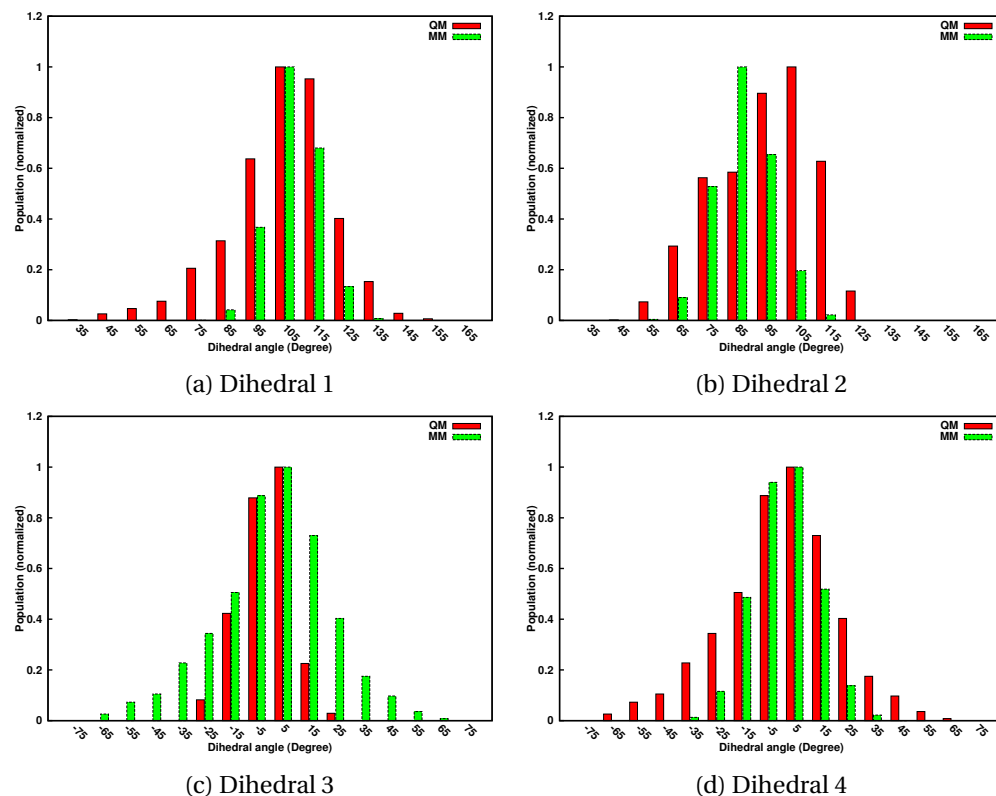 1.2
QM
MM
1
0.8
0.6
0.4
0.2
0
Population (normalized)
35 45 55 65 75 85 95 105 115 125 135 145 155 165
Dihedral angle (Degree)
(a) Dihedral 1
1.2
QM
MM
1
0.8
0.6
0.4
0.2
0
Population (normalized)
35 45 55 65 75 85 95 105 115 125 135 145 155 165
Dihedral angle (Degree)
(b) Dihedral 2
1.2
QM
MM
1
0.8
0.6
0.4
0.2
0
Population (normalized)
-75 -65 -55 -45 -35 -25 -15 -5 5 15 25 35 45 55 65 75
Dihedral angle (Degree)
(c) Dihedral 3
1.2
QM
MM
1
0.8
0.6
0.4
0.2
0
Population (normalized)
-75 -65 -55 -45 -35 -25 -15 -5 5 15 25 35 45 55 65 75
Dihedral angle (Degree)
(d) Dihedral 4